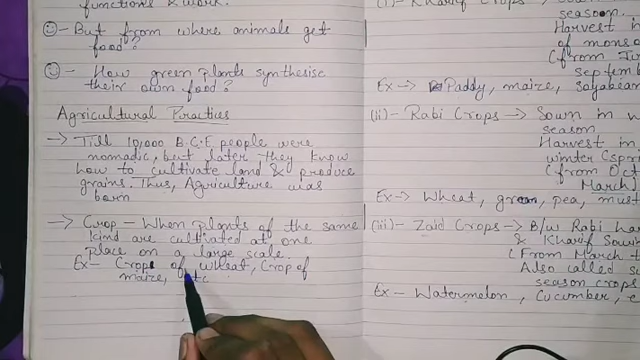 functions & work.
- But from where animals get
food?
- How green plants synthesise
their own food?
Agricultural Practices
→ Till 10,000 B.C.E people were
nomadic, but later they know
how to cultivate land & produce
grains. Thus, Agriculture was
born
→ Crop - When plants of the same
kind are cultivated at one
place on a large scale.
Ex- Crop of wheat, Crop of
maize, etc
(i)- Kharif Crops
season.
Harvest
of
(from
septem
Ex → Paddy, maize, Soyabean
(ii)- Rabi Crops → Sown in
season
Harvest in
winter (spr
(from Oct
March)
Ex → Wheat, gram, pea, must
(iii)- Zaid Crops → B/w Rabi ha
& Kharif Sow
(From March
Also called
season crops
Ex - Watermelon, Cucumber, e